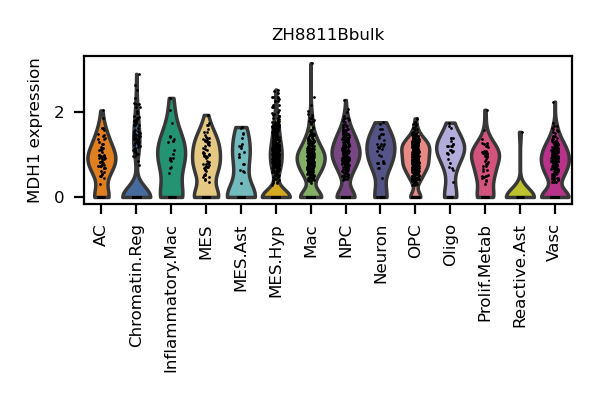 ZH8811Bbulk
MDH1 expression
2
0
AC
Chromatin.Reg
Inflammatory.Mac
MES
MES.Ast
MES.Hyp
Mac
NPC
Neuron
OPC
Oligo
Prolif.Metab
Reactive.Ast
Vasc